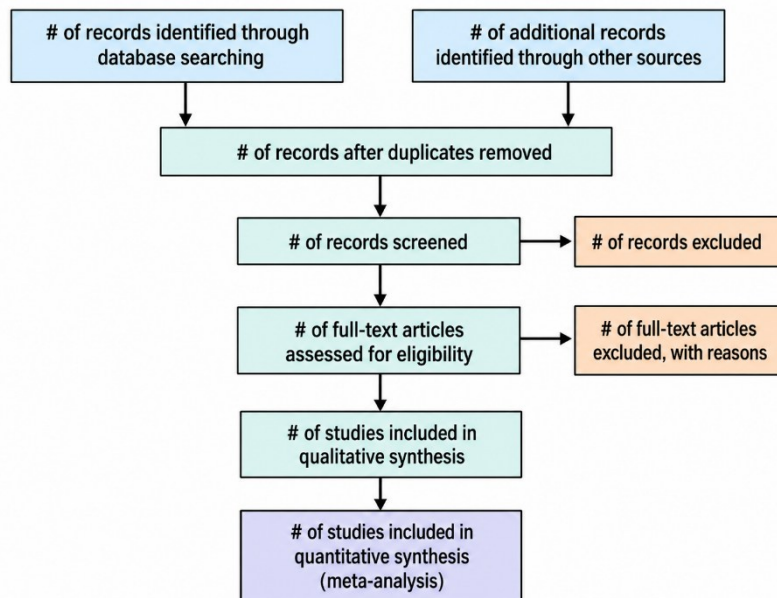 # of records identified through
database searching
# of additional records
identified through other sources
# of records after duplicates removed
# of records screened
# of records excluded
# of full-text articles
assessed for eligibility
# of full-text articles
excluded, with reasons
# of studies included in
qualitative synthesis
# of studies included in
quantitative synthesis
(meta-analysis)